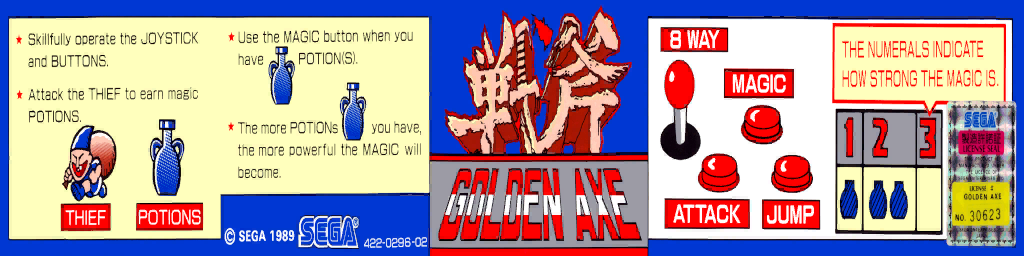 ★ Skillfully operate the JOYSTICK
and BUTTONS.
★ Attack the THIEF to earn magic
POTIONS.
THIEF
POTIONS
★ Use the MAGIC button when you
have POTION(S).
★ The more POTIONs you have,
the more powerful the MAGIC will
become.
© SEGA 1989 SEGA® 422-0296-02
戦斧
GOLDEN AXE
8 WAY
MAGIC
ATTACK
JUMP
THE NUMERALS INDICATE
HOW STRONG THE MAGIC IS.
1 2 3
SEGA
LICENSE SEAL
LICENSE :
GOLDEN AXE
NO. 30623